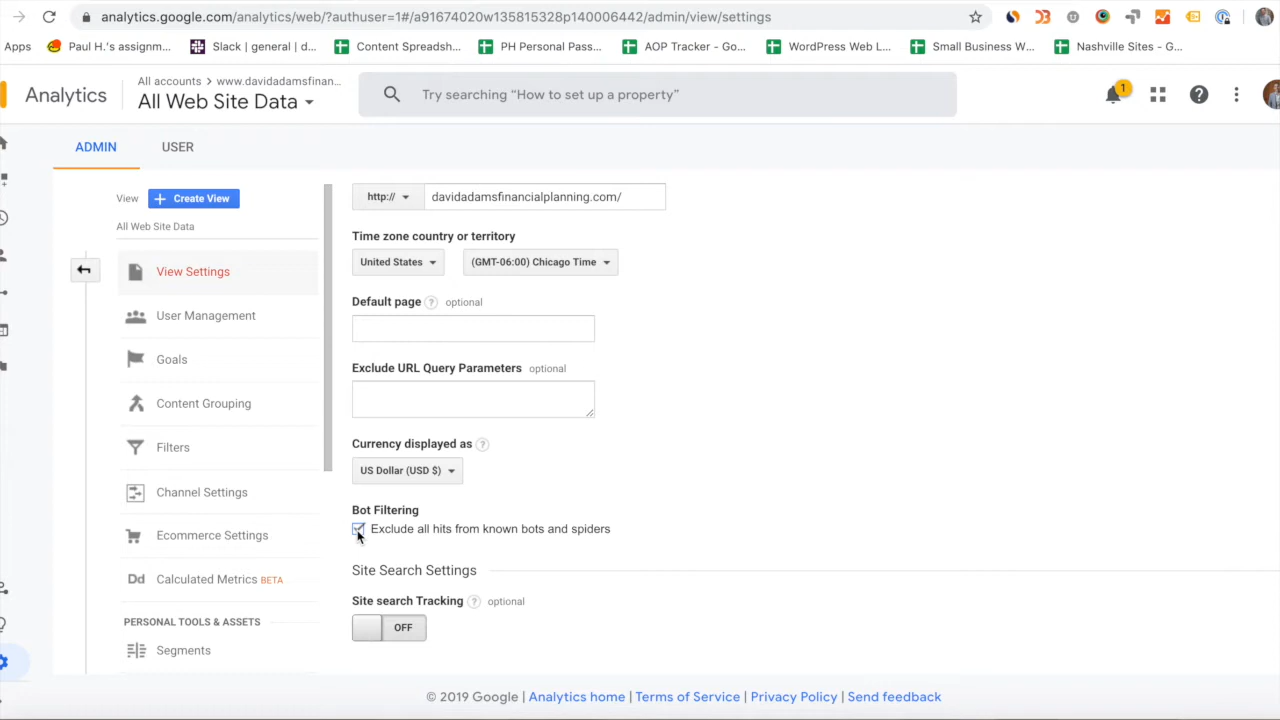 analytics.google.com/analytics/web/?authuser=1#/a91674020w135815328p140006442/admin/view/settings
Apps Paul H.'s assignm... Slack | general | d... Content Spreadsh... PH Personal Pass... AOP Tracker - Go... WordPress Web L... Small Business W... Nashville Sites - G...
Analytics
All accounts > www.davidadamsfinan...
All Web Site Data
Try searching “How to set up a property”
1
ADMIN USER
View + Create View
All Web Site Data
View Settings
User Management
Goals
Content Grouping
Filters
Channel Settings
Ecommerce Settings
Dd Calculated Metrics BETA
PERSONAL TOOLS & ASSETS
Segments
http:// davidadamsfinancialplanning.com/
Time zone country or territory
United States (GMT-06:00) Chicago Time
Default page ? optional
Exclude URL Query Parameters optional
Currency displayed as ?
US Dollar (USD $)
Bot Filtering
Exclude all hits from known bots and spiders
Site Search Settings
Site search Tracking ? optional
OFF
© 2019 Google | Analytics home | Terms of Service | Privacy Policy | Send feedback